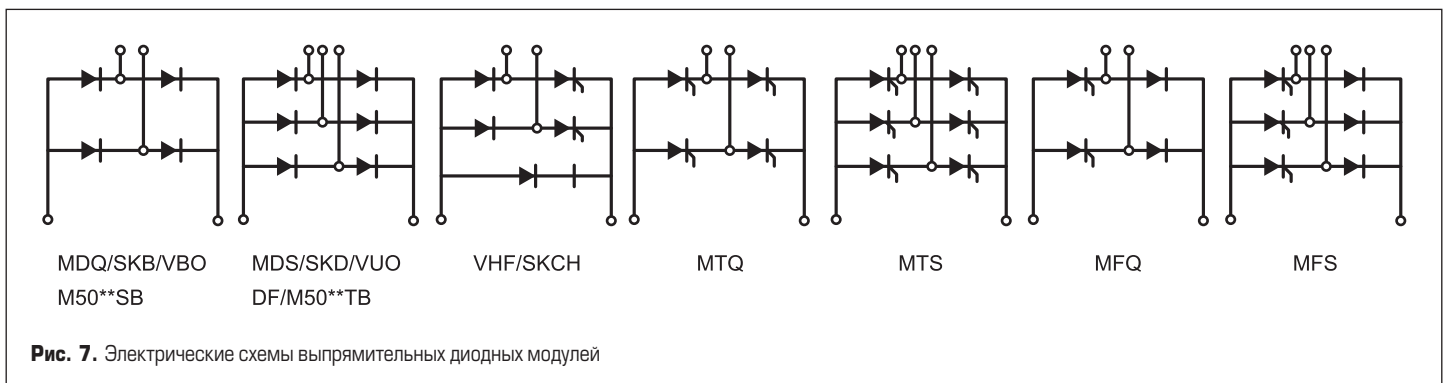 MDQ/SKB/VBO MDS/SKD/VUO VHF/SKCH MTQ MTS MFQ MFS
M50**SB DF/M50**TB
Рис. 7. Электрические схемы выпрямительных диодных модулей